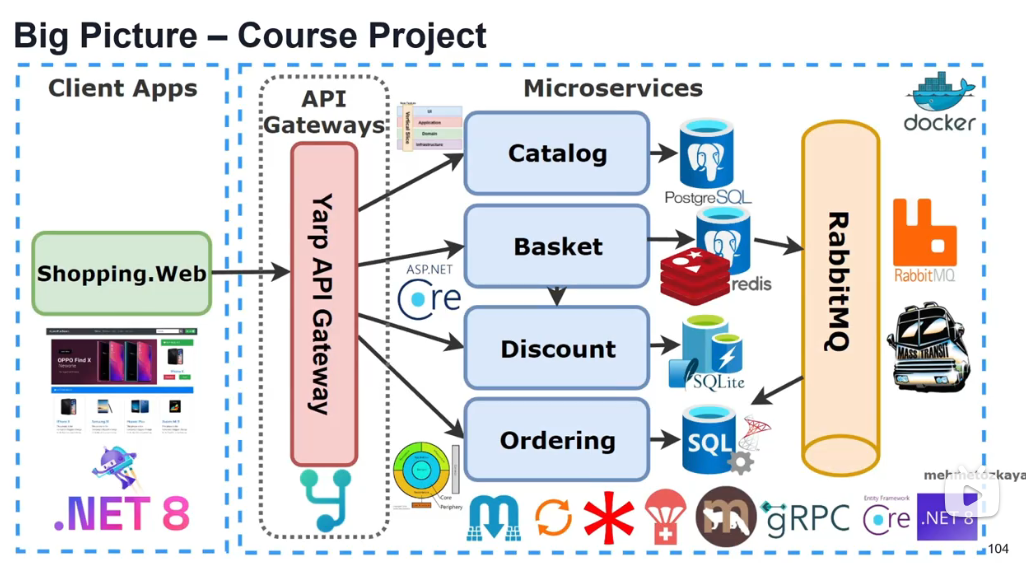 Big Picture – Course Project
Client Apps
Shopping.Web
OPPO Find X
.NET 8
API
Gateways
Yarp API Gateway
Microservices
UI
Application
Domain
Infrastructure
Vertical Slice
Catalog
PostgreSQL
Basket
redis
ASP.NET
Core
Discount
SQLite
Ordering
SQL
Core
Periphery
RabbitMQ
docker
RabbitMQ
MASS TRANSIT
mehmetozkaya
m
gRPC
Entity Framework
Core
.NET 8
104